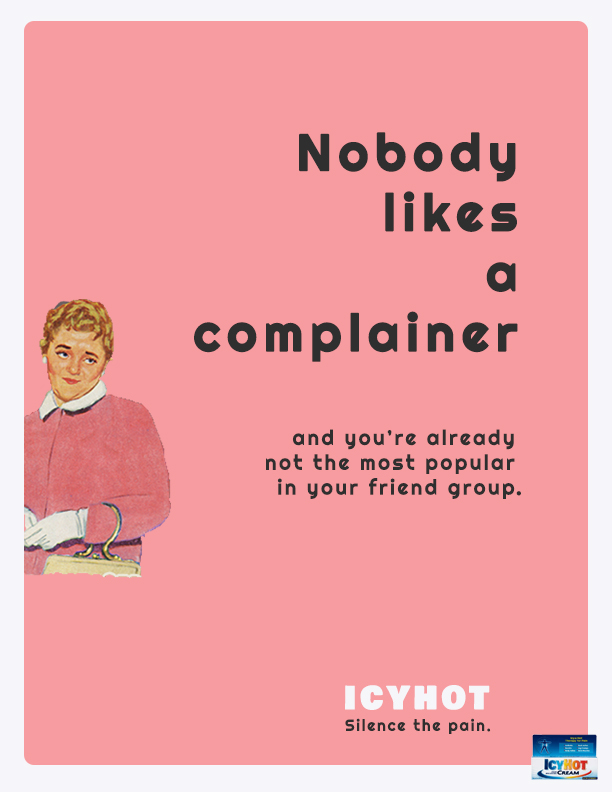 Nobody
likes
a
complainer
and you're already
not the most popular
in your friend group.
ICYHOT
Silence the pain.
ICYHOT
CREAM